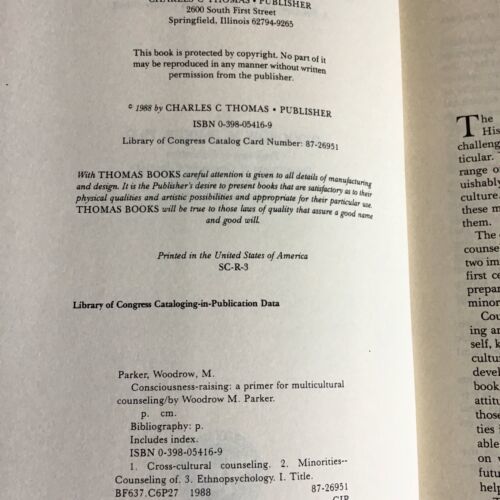 CHARLES C THOMAS • PUBLISHER
2600 South First Street
Springfield, Illinois 62794-9265
This book is protected by copyright. No part of it
may be reproduced in any manner without written
permission from the publisher.
© 1988 by CHARLES C THOMAS • PUBLISHER
ISBN 0-398-05416-9
Library of Congress Catalog Card Number: 87-26951
With THOMAS BOOKS careful attention is given to all details of manufacturing
and design. It is the Publisher's desire to present books that are satisfactory as to their
physical qualities and artistic possibilities and appropriate for their particular use.
THOMAS BOOKS will be true to those laws of quality that assure a good name
and good will.
Printed in the United States of America
SC-R-3
Library of Congress Cataloging-in-Publication Data
Parker, Woodrow, M.
Consciousness-raising: a primer for multicultural
counseling/by Woodrow M. Parker.
p. cm.
Bibliography: p.
Includes index.
ISBN 0-398-05416-9
1. Cross-cultural counseling. 2. Minorities--
Counseling of. 3. Ethnopsychology. I. Title.
BF637.C6P27 1988 87-26951
CIP
The
His
challeng
ticular.
range o
uishably
culture.
these m
them.
The
counse
two im
first ce
prepar
minor
Cou
ing an
self, k
cultu
devel
book
attitu
thos
ties i
able
on
futu
help